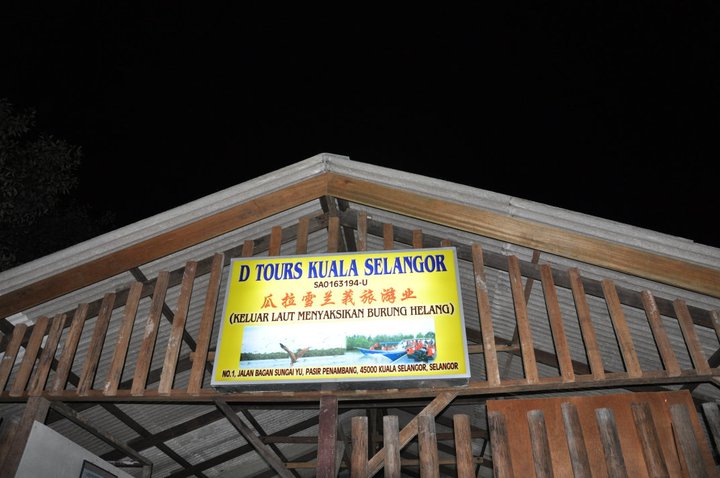 D TOURS KUALA SELANGOR
SA0163194-U
瓜拉雪兰莪旅游业
(KELUAR LAUT MENYAKSIKAN BURUNG HELANG)
NO.1, JALAN BAGAN SUNGAI YU, PASIR PENAMBANG, 45000 KUALA SELANGOR, SELANGOR